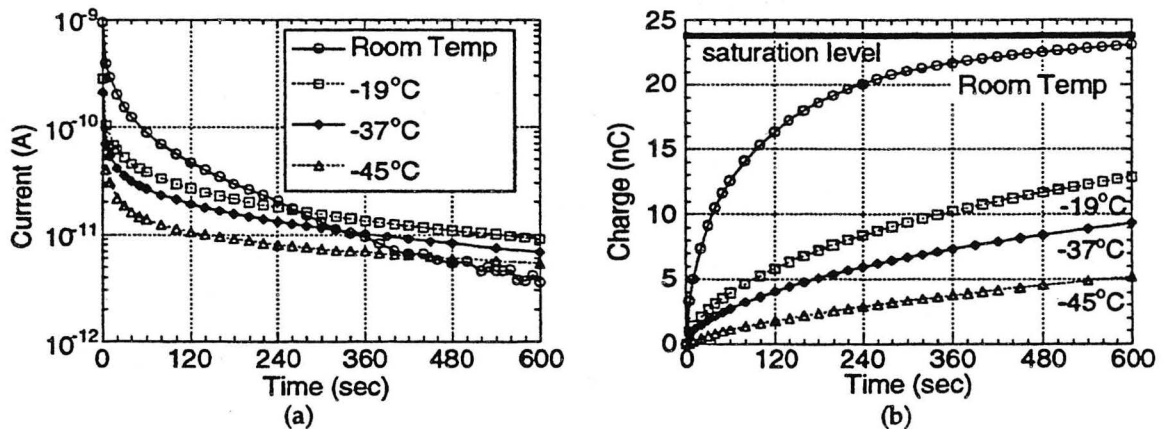 10⁻⁹
10⁻¹⁰
10⁻¹¹
10⁻¹²
Current (A)
Room Temp
-19°C
-37°C
-45°C
0 120 240 360 480 600
Time (sec)
(a)
25
20
15
10
5
0
Charge (nC)
saturation level
Room Temp
-19°C
-37°C
-45°C
0 120 240 360 480 600
Time (sec)
(b)